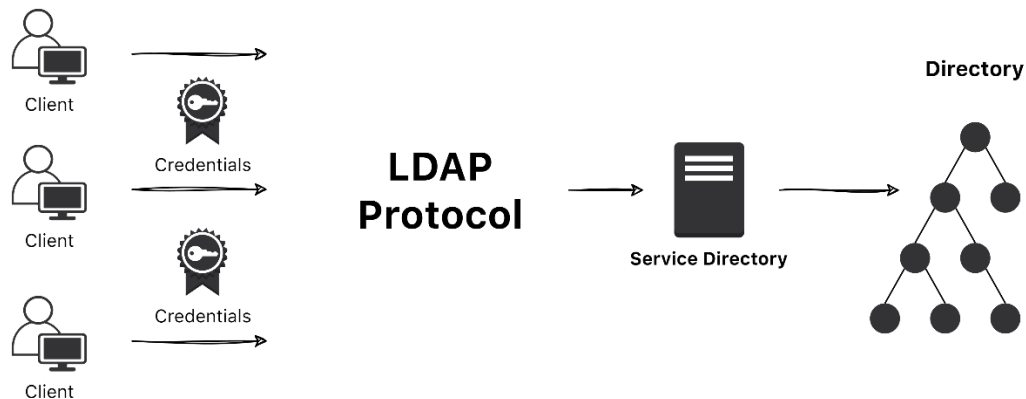 Client
Credentials
Client
Credentials
Client
LDAP
Protocol
Service Directory
Directory